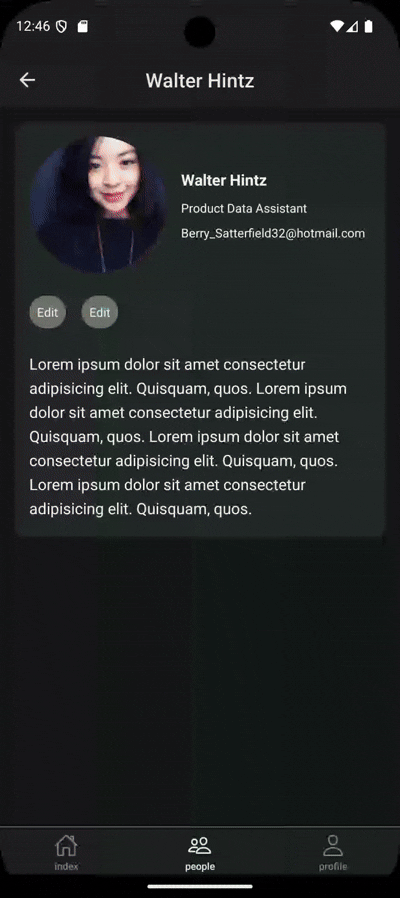 12:46
Walter Hintz
Walter Hintz
Product Data Assistant
Berry_Satterfield32@hotmail.com
Edit Edit
Lorem ipsum dolor sit amet consectetur
adipisicing elit. Quisquam, quos. Lorem ipsum
dolor sit amet consectetur adipisicing elit.
Quisquam, quos. Lorem ipsum dolor sit amet
consectetur adipisicing elit. Quisquam, quos.
Lorem ipsum dolor sit amet consectetur
adipisicing elit. Quisquam, quos.
index people profile